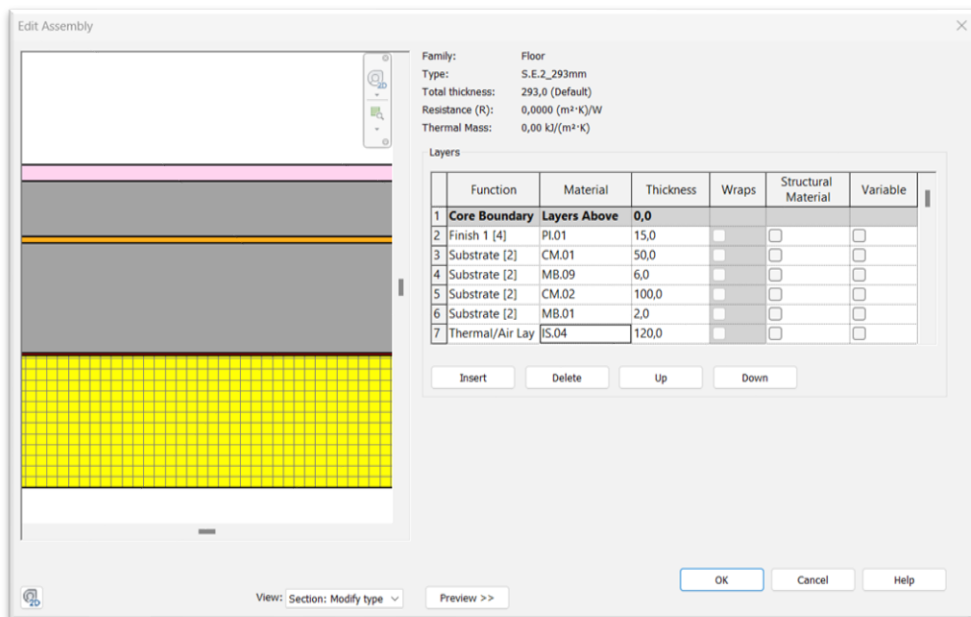 Edit Assembly
Family: Floor
Type: S.E.2_293mm
Total thickness: 293,0 (Default)
Resistance (R): 0,0000 (m²·K)/W
Thermal Mass: 0,00 kJ/(m²·K)
Layers
Function Material Thickness Wraps Structural Material Variable
1 Core Boundary Layers Above 0,0
2 Finish 1 [4] PI.01 15,0
3 Substrate [2] CM.01 50,0
4 Substrate [2] MB.09 6,0
5 Substrate [2] CM.02 100,0
6 Substrate [2] MB.01 2,0
7 Thermal/Air Lay IS.04 120,0
Insert Delete Up Down
OK Cancel Help
View: Section: Modify type Preview >>
2D
2D